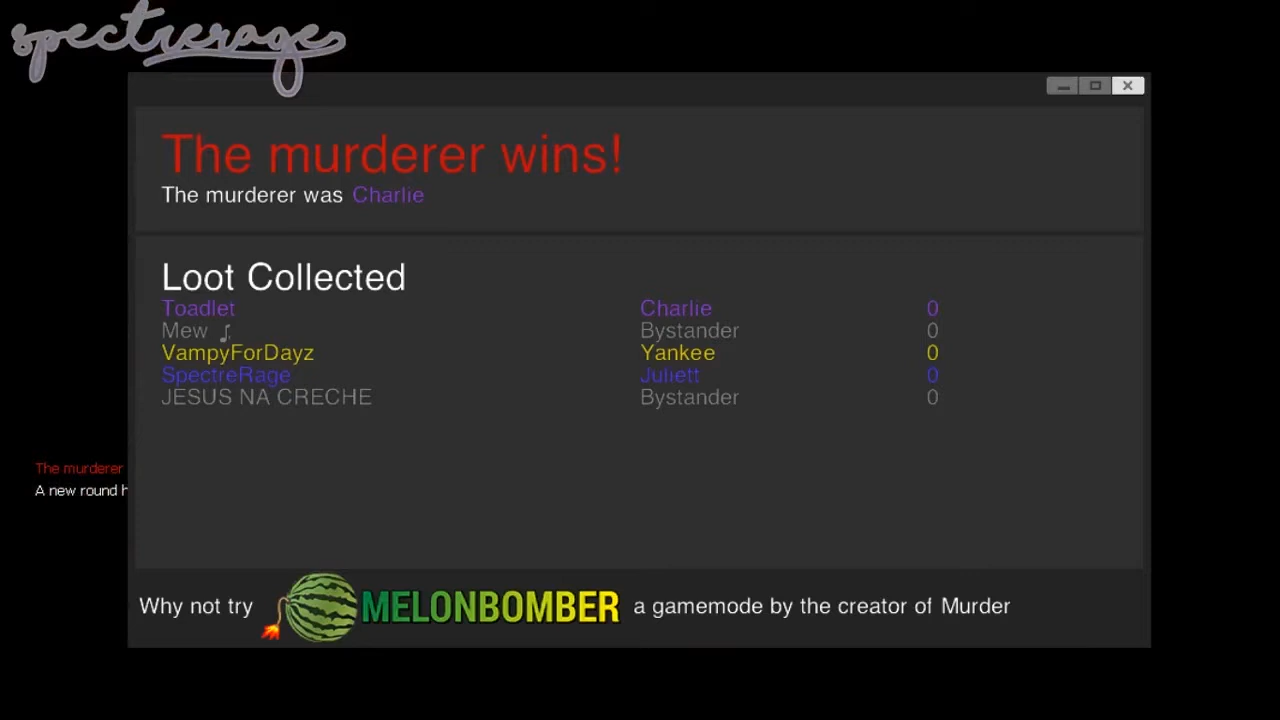 spectrerage
The murderer wins!
The murderer was Charlie
Loot Collected
Toadlet Charlie 0
Mew ♪ Bystander 0
VampyForDayz Yankee 0
SpectreRage Juliett 0
JESUS NA CRECHE Bystander 0
The murderer
A new round h
Why not try MELONBOMBER a gamemode by the creator of Murder